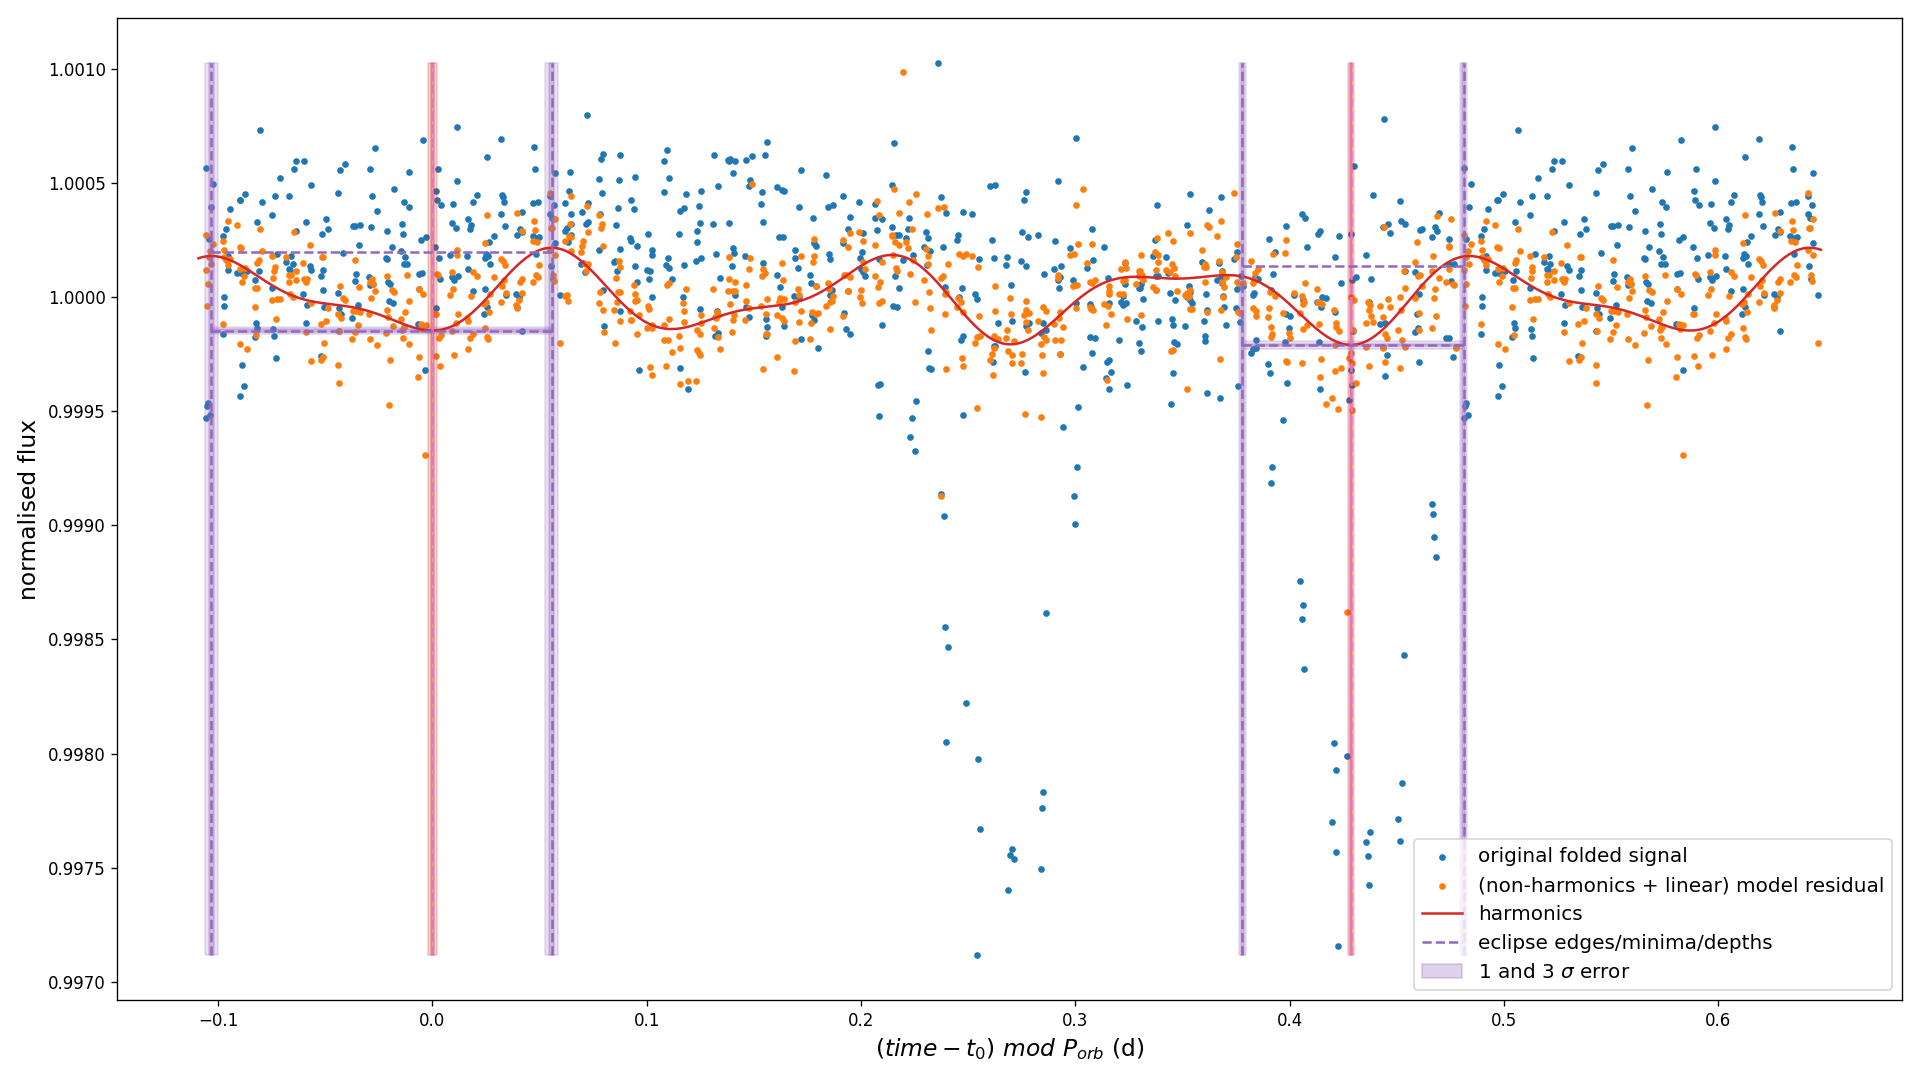 normalised flux
1.0010
1.0005
1.0000
0.9995
0.9990
0.9985
0.9980
0.9975
0.9970
original folded signal
(non-harmonics + linear) model residual
harmonics
eclipse edges/minima/depths
1 and 3 σ error
−0.1 0.0 0.1 0.2 0.3 0.4 0.5 0.6
(time − t₀) mod Pₒᵣb (d)